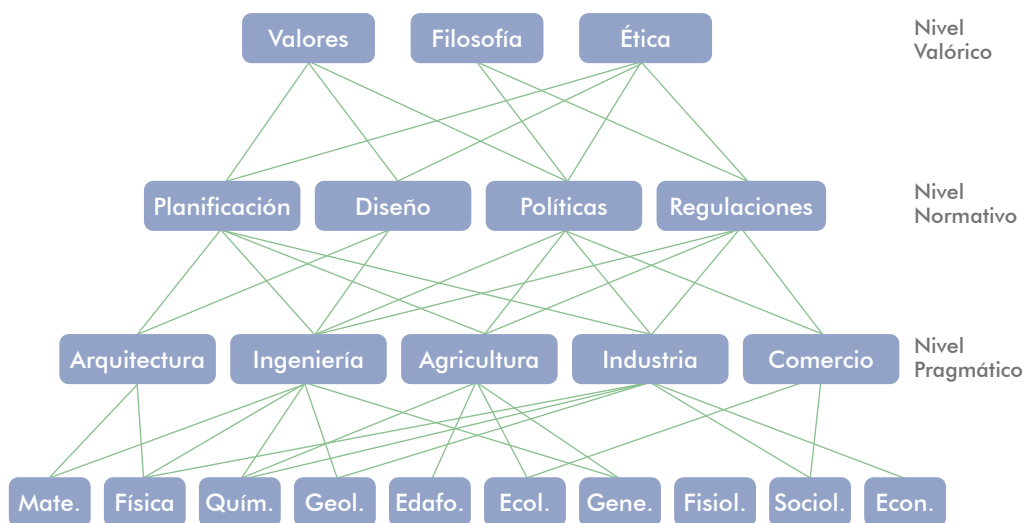 Valores Filosofía Ética Nivel
Valórico
Planificación Diseño Políticas Regulaciones Nivel
Normativo
Arquitectura Ingeniería Agricultura Industria Comercio Nivel
Pragmático
Mate. Física Quím. Geol. Edafo. Ecol. Gene. Fisiol. Sociol. Econ.